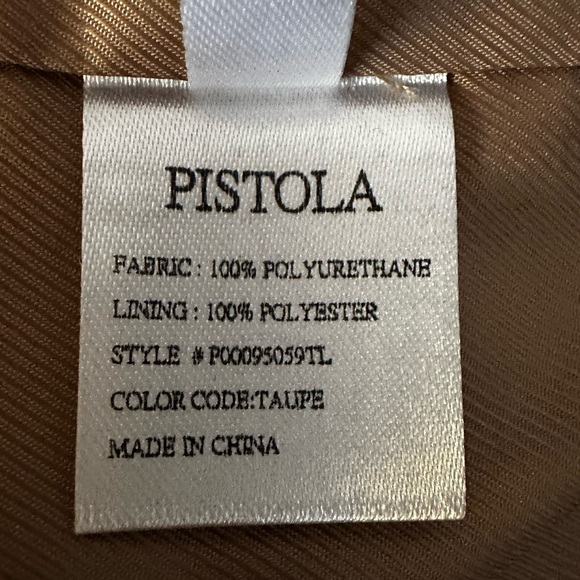 PISTOLA
FABRIC : 100% POLYURETHANE
LINING : 100% POLYESTER
STYLE # P00095059TL
COLOR CODE:TAUPE
MADE IN CHINA